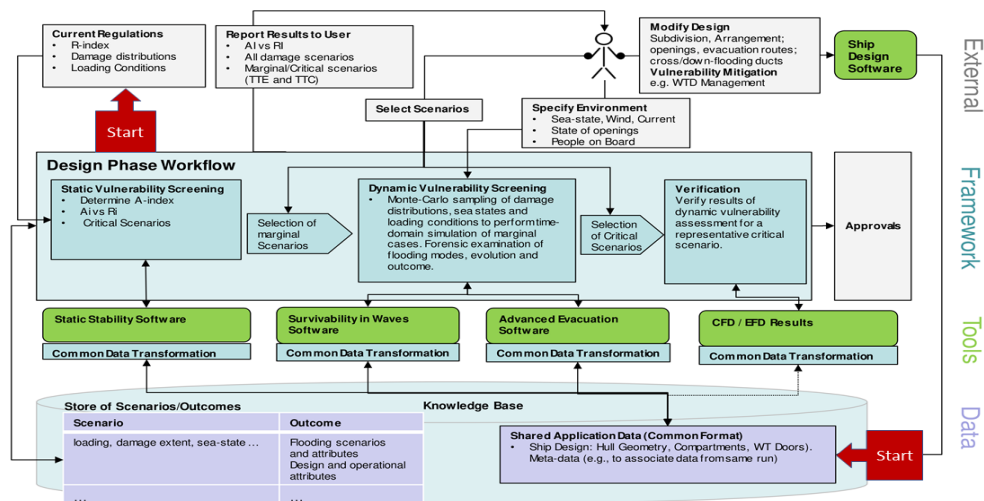 Current Regulations
• R-index
• Damage distributions
• Loading Conditions
Report Results to User
• AI vs RI
• All damage scenarios
• Marginal/Critical scenarios
(TTE and TTC)
Modify Design
Subdivision, Arrangement;
openings, evacuation routes;
cross/down-flooding ducts
Vulnerability Mitigation
e.g. WTD Management
Ship
Design
Software
External
Select Scenarios
Specify Environment
• Sea-state, Wind, Current
• State of openings
• People on Board
Start
Design Phase Workflow
Static Vulnerability Screening
• Determine A-index
• Ai vs Ri
• Critical Scenarios
Selection of
marginal
Scenarios
Dynamic Vulnerability Screening
• Monte-Carlo sampling of damage
distributions, sea states and
loading conditions to perform time-
domain simulation of marginal
cases. Forensic examination of
flooding modes, evolution and
outcome.
Selection
of Critical
Scenarios
Verification
Verify results of
dynamic vulnerability
assessment for a
representative critical
scenario.
Approvals
Framework
Static Stability Software
Common Data Transformation
Survivability in Waves
Software
Common Data Transformation
Advanced Evacuation
Software
Common Data Transformation
CFD / EFD Results
Common Data Transformation
Tools
Store of Scenarios/Outcomes
Knowledge Base
Scenario Outcome
loading, damage extent, sea-state ...
Flooding scenarios
and attributes
Design and operational
attributes
... ...
Shared Application Data (Common Format)
• Ship Design: Hull Geometry, Compartments, WT Doors).
Meta-data (e.g., to associate data from same run)
Start
Data